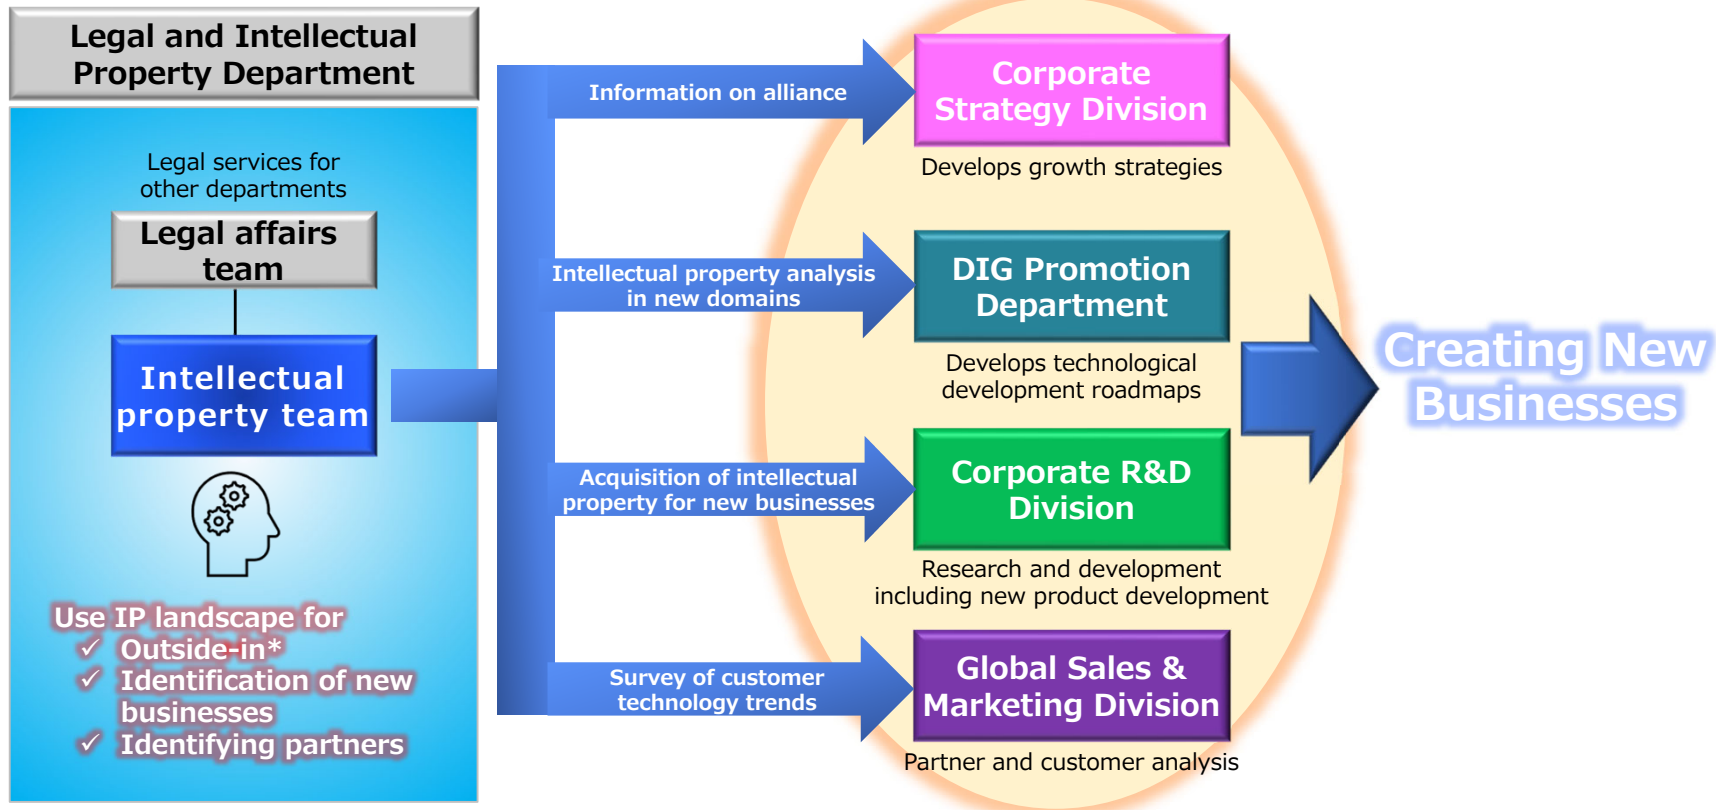 Legal and Intellectual
Property Department
Legal services for
other departments
Legal affairs
team
Intellectual
property team
Use IP landscape for
✓ Outside-in*
✓ Identification of new
businesses
✓ Identifying partners
Information on alliance
Intellectual property analysis
in new domains
Acquisition of intellectual
property for new businesses
Survey of customer
technology trends
Corporate
Strategy Division
Develops growth strategies
DIG Promotion
Department
Develops technological
development roadmaps
Corporate R&D
Division
Research and development
including new product development
Global Sales &
Marketing Division
Partner and customer analysis
Creating New
Businesses